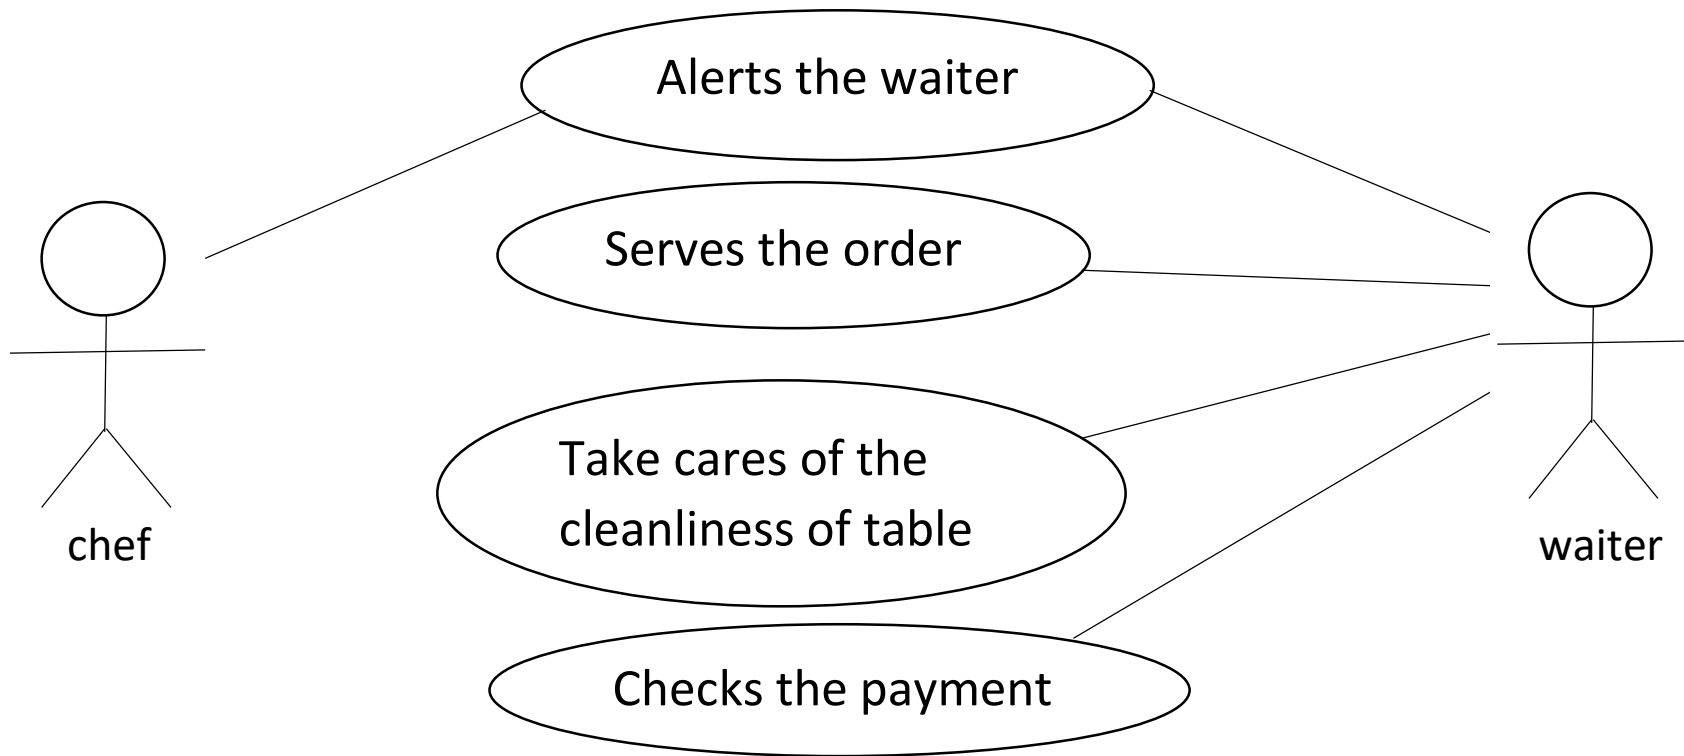 Alerts the waiter
Serves the order
Take cares of the
cleanliness of table
chef
waiter
Checks the payment